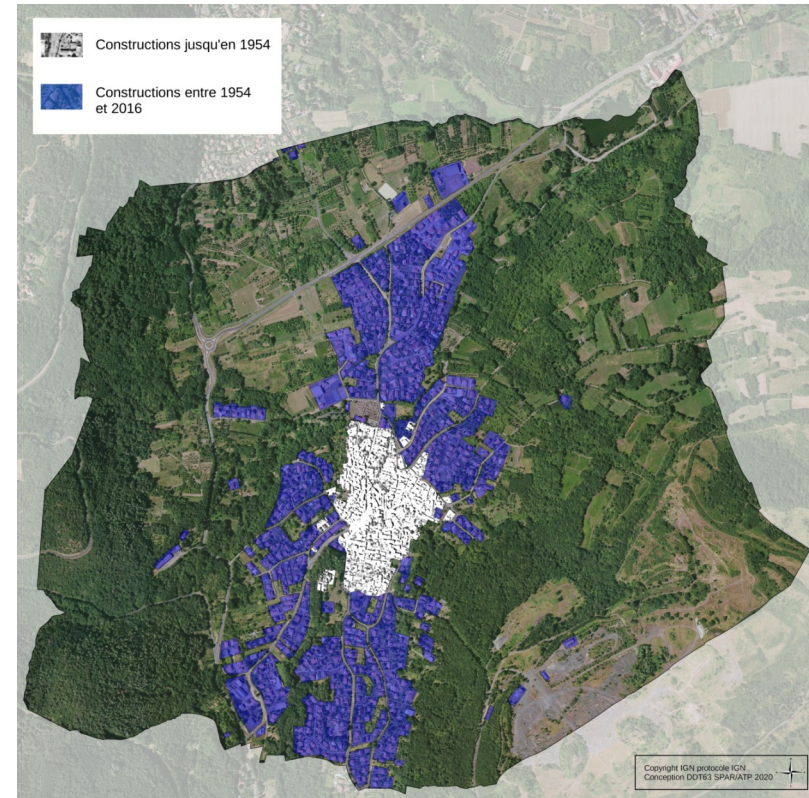 Constructions jusqu'en 1954
Constructions entre 1954
et 2016
Copyright IGN protocole IGN
Conception DDT63 SPAR/ATP 2020